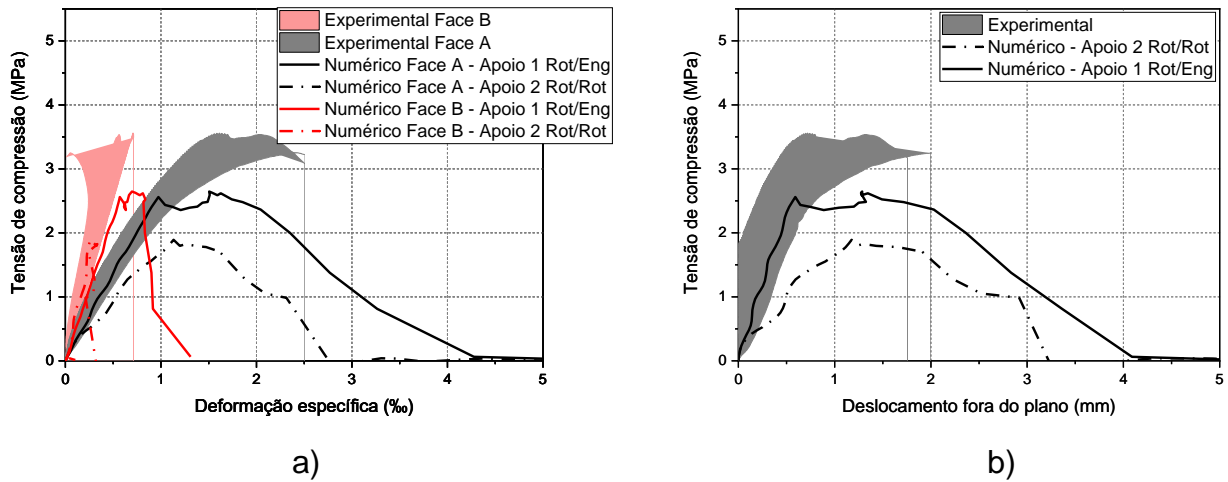 Experimental Face B
Experimental Face A
Numérico Face A - Apoio 1 Rot/Eng
Numérico Face A - Apoio 2 Rot/Rot
Numérico Face B - Apoio 1 Rot/Eng
Numérico Face B - Apoio 2 Rot/Rot
Tensão de compressão (MPa)
5
4
3
2
1
0
0 1 2 3 4 5
Deformação específica (‰)
a)
Experimental
Numérico - Apoio 2 Rot/Rot
Numérico - Apoio 1 Rot/Eng
Tensão de compressão (MPa)
5
4
3
2
1
0
0 1 2 3 4 5
Deslocamento fora do plano (mm)
b)